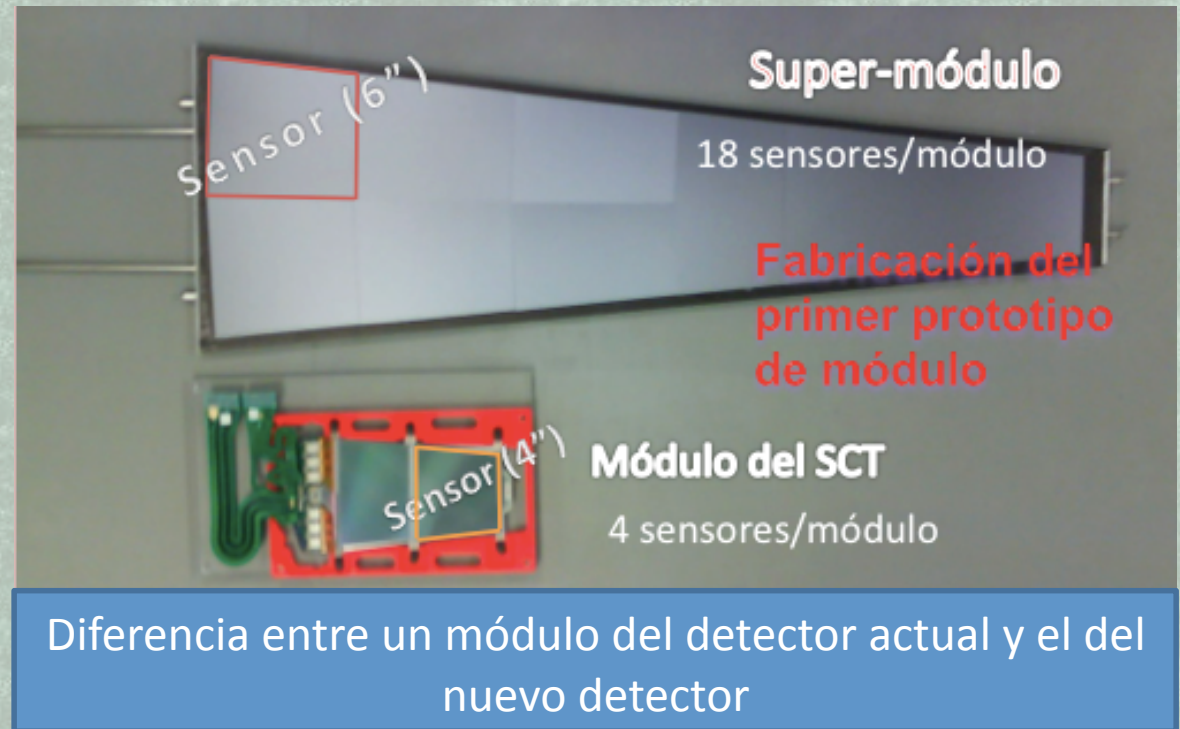 Super-módulo
Sensor (6")
18 sensores/módulo
Fabricación del
primer prototipo
de módulo
Sensor (4")
Módulo del SCT
4 sensores/módulo
Diferencia entre un módulo del detector actual y el del
nuevo detector